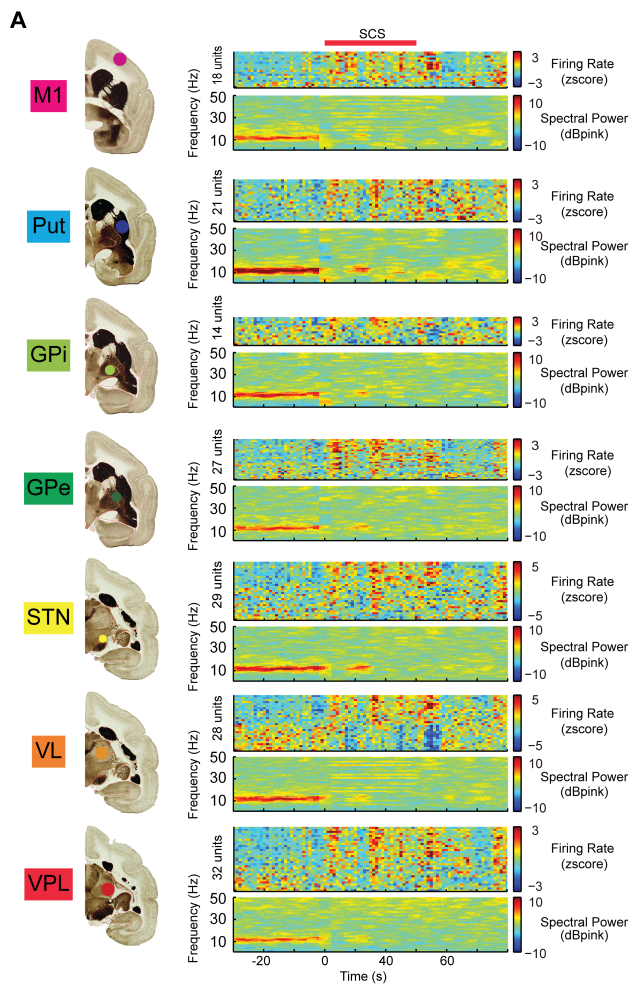 A
SCS
M1
18 units
3
−3
Firing Rate
(zscore)
Frequency (Hz)
50
30
10
10
−10
Spectral Power
(dBpink)
Put
21 units
3
−3
Firing Rate
(zscore)
Frequency (Hz)
50
30
10
10
−10
Spectral Power
(dBpink)
GPi
14 units
3
−3
Firing Rate
(zscore)
Frequency (Hz)
50
30
10
10
−10
Spectral Power
(dBpink)
GPe
27 units
3
−3
Firing Rate
(zscore)
Frequency (Hz)
50
30
10
10
−10
Spectral Power
(dBpink)
STN
29 units
5
−5
Firing Rate
(zscore)
Frequency (Hz)
50
30
10
10
−10
Spectral Power
(dBpink)
VL
28 units
5
−5
Firing Rate
(zscore)
Frequency (Hz)
50
30
10
10
−10
Spectral Power
(dBpink)
VPL
32 units
3
−3
Firing Rate
(zscore)
Frequency (Hz)
50
30
10
10
−10
Spectral Power
(dBpink)
-20 0 20 40 60
Time (s)